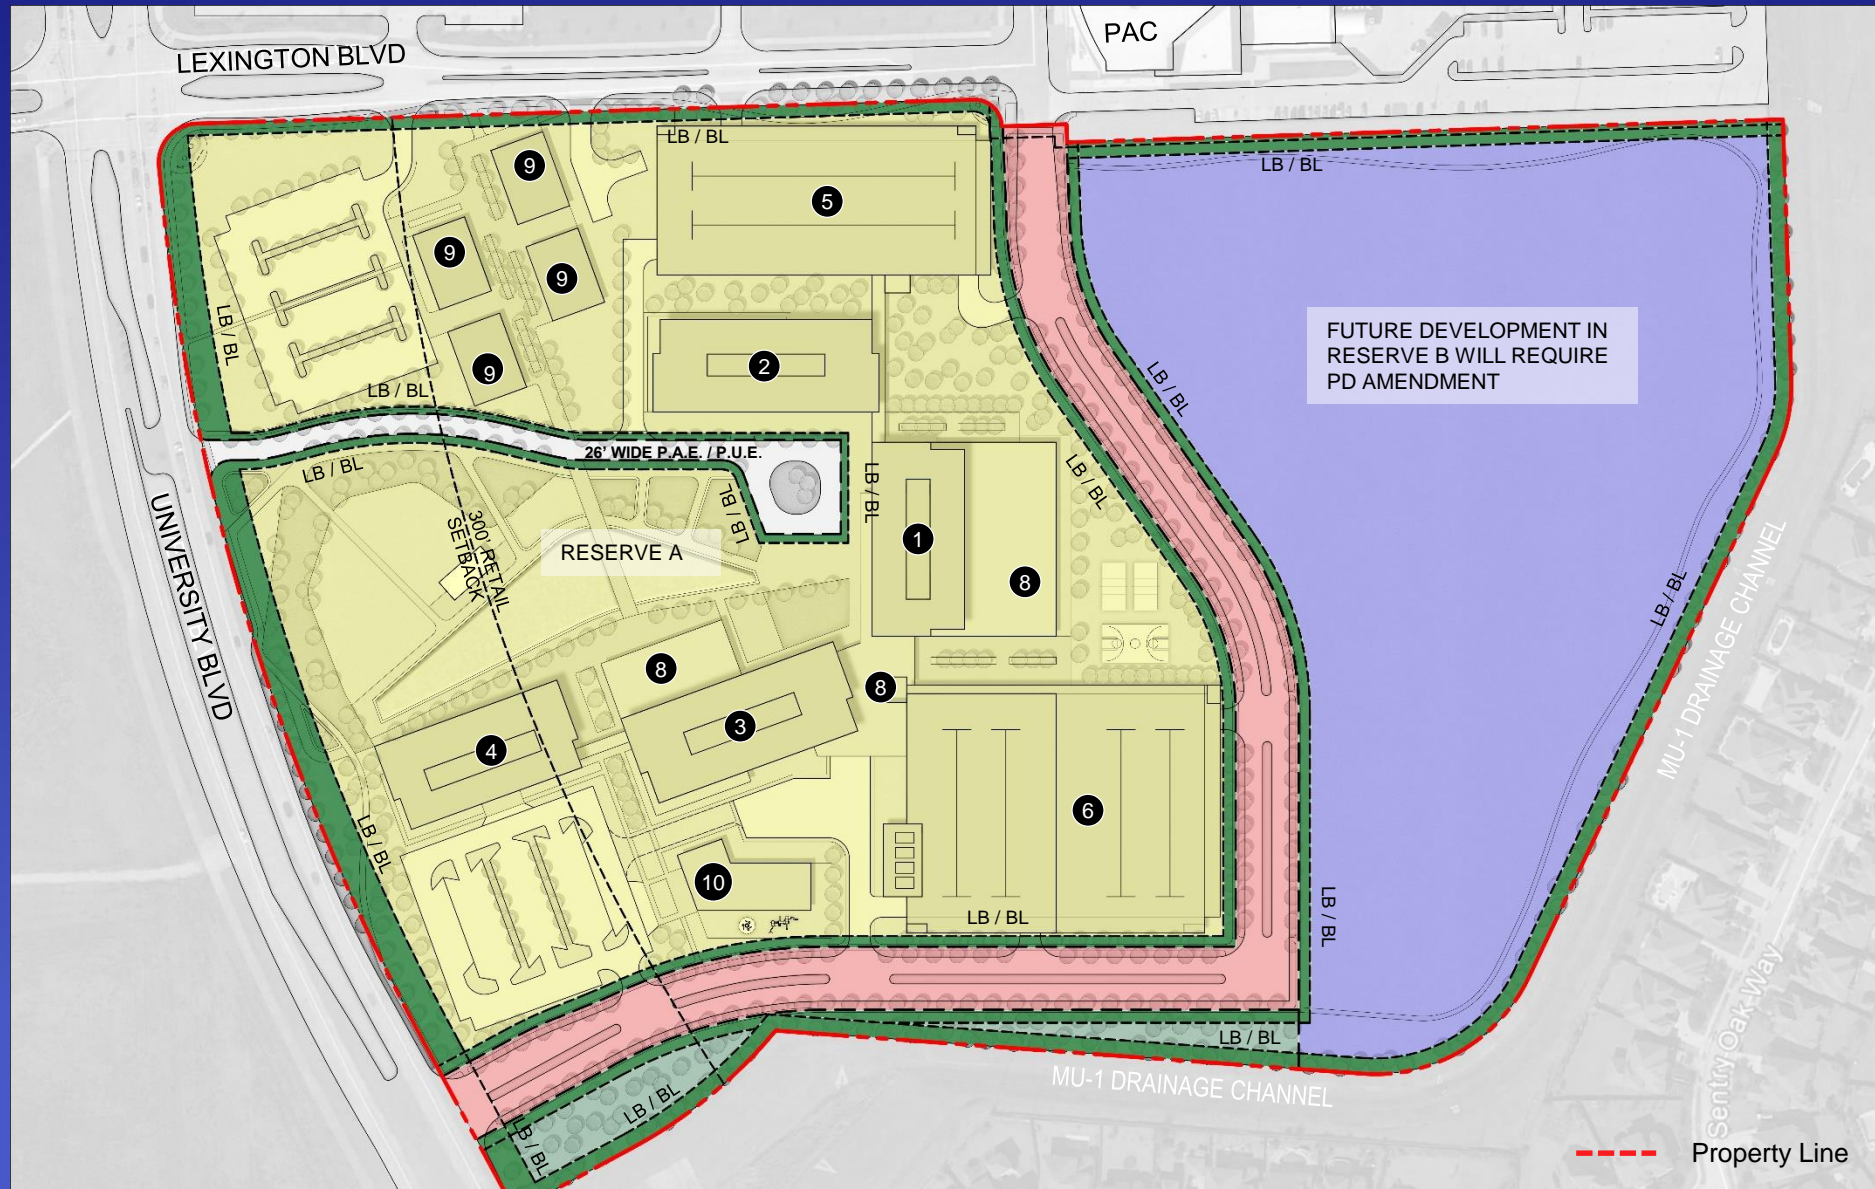 PAC
LEXINGTON BLVD
LB / BL
LB / BL
9
5
9
9
LB / BL
FUTURE DEVELOPMENT IN
RESERVE B WILL REQUIRE
PD AMENDMENT
2
9
LB / BL
LB / BL
26' WIDE P.A.E. / P.U.E.
LB / BL
LB / BL
LB / BL
LB / BL
UNIVERSITY BLVD
300' RETAIL
SETBACK
RESERVE A
1
8
LB / BL
MU-1 DRAINAGE CHANNEL
8
8
3
4
6
LB / BL
10
LB / BL
LB / BL
LB / BL
MU-1 DRAINAGE CHANNEL
LB / BL
LB / BL
Sentry Oak Way
Property Line